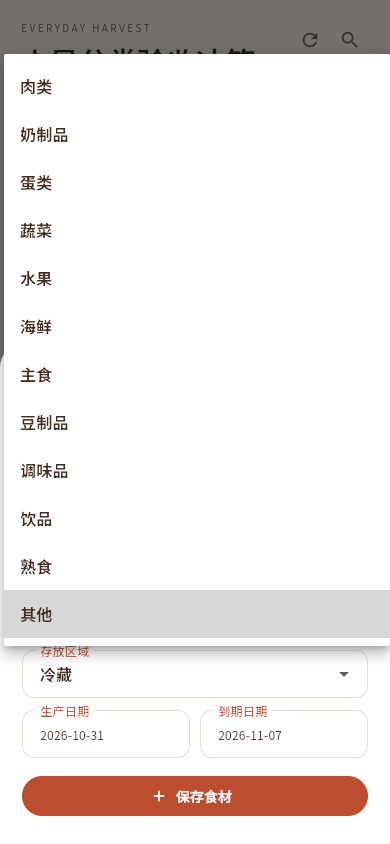 EVERYDAY HARVEST
肉类
奶制品
蛋类
蔬菜
水果
海鲜
主食
豆制品
调味品
饮品
熟食
其他
存放区域
冷藏
生产日期
到期日期
2026-10-31
2026-11-07
保存食材